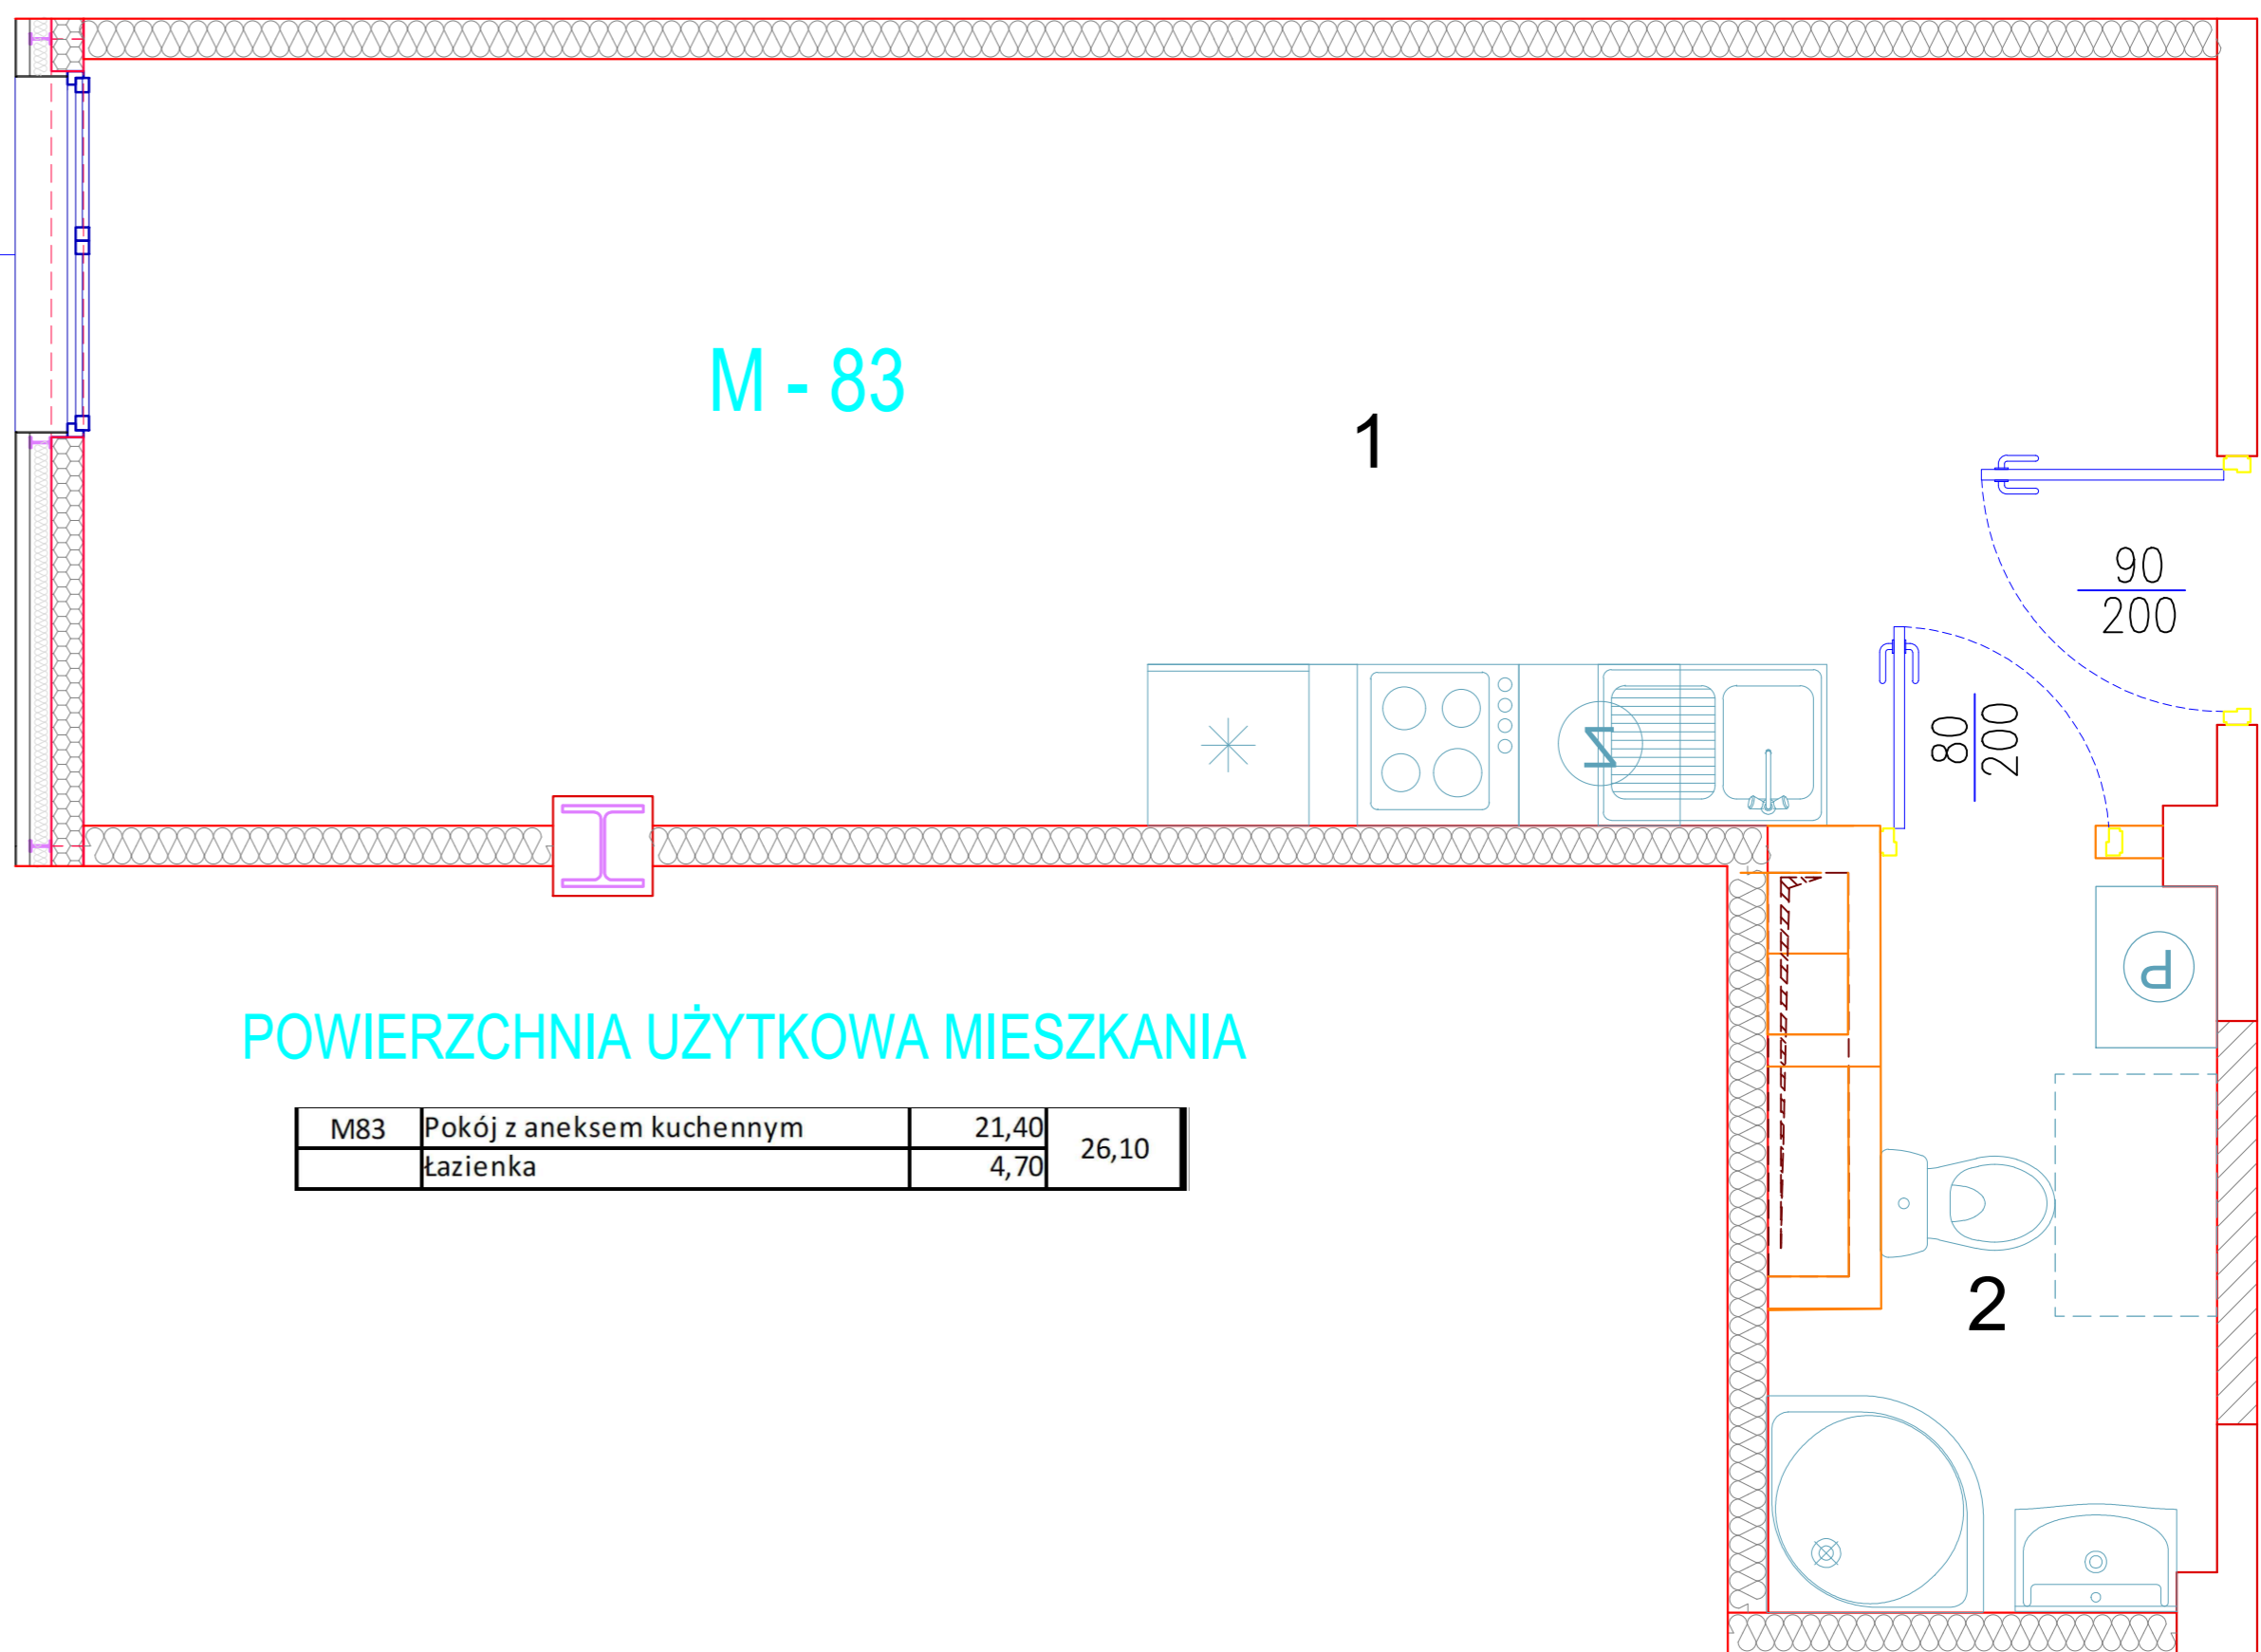 M - 83
1
90
200
80
200
Z
P
2
POWIERZCHNIA UŻYTKOWA MIESZKANIA
M83 Pokój z aneksem kuchennym 21,40 26,10
Łazienka 4,70